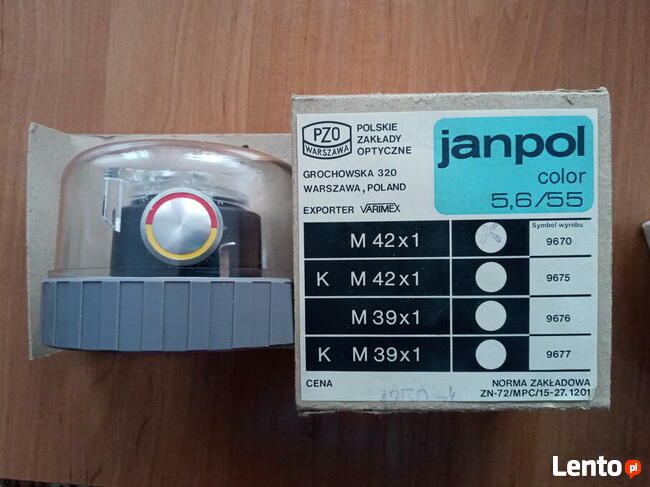 PZO
WARSZAWA
POLSKIE
ZAKŁADY
OPTYCZNE
GROCHOWSKA 320
WARSZAWA, POLAND
EXPORTER VARIMEX
janpol
color
5,6/55
Symbol wyrobu
M 42x1 9670
K M 42x1 9675
M 39x1 9676
K M 39x1 9677
CENA
NORMA ZAKŁADOWA
ZN-72/MPC/15-27.1201
Lento.pl